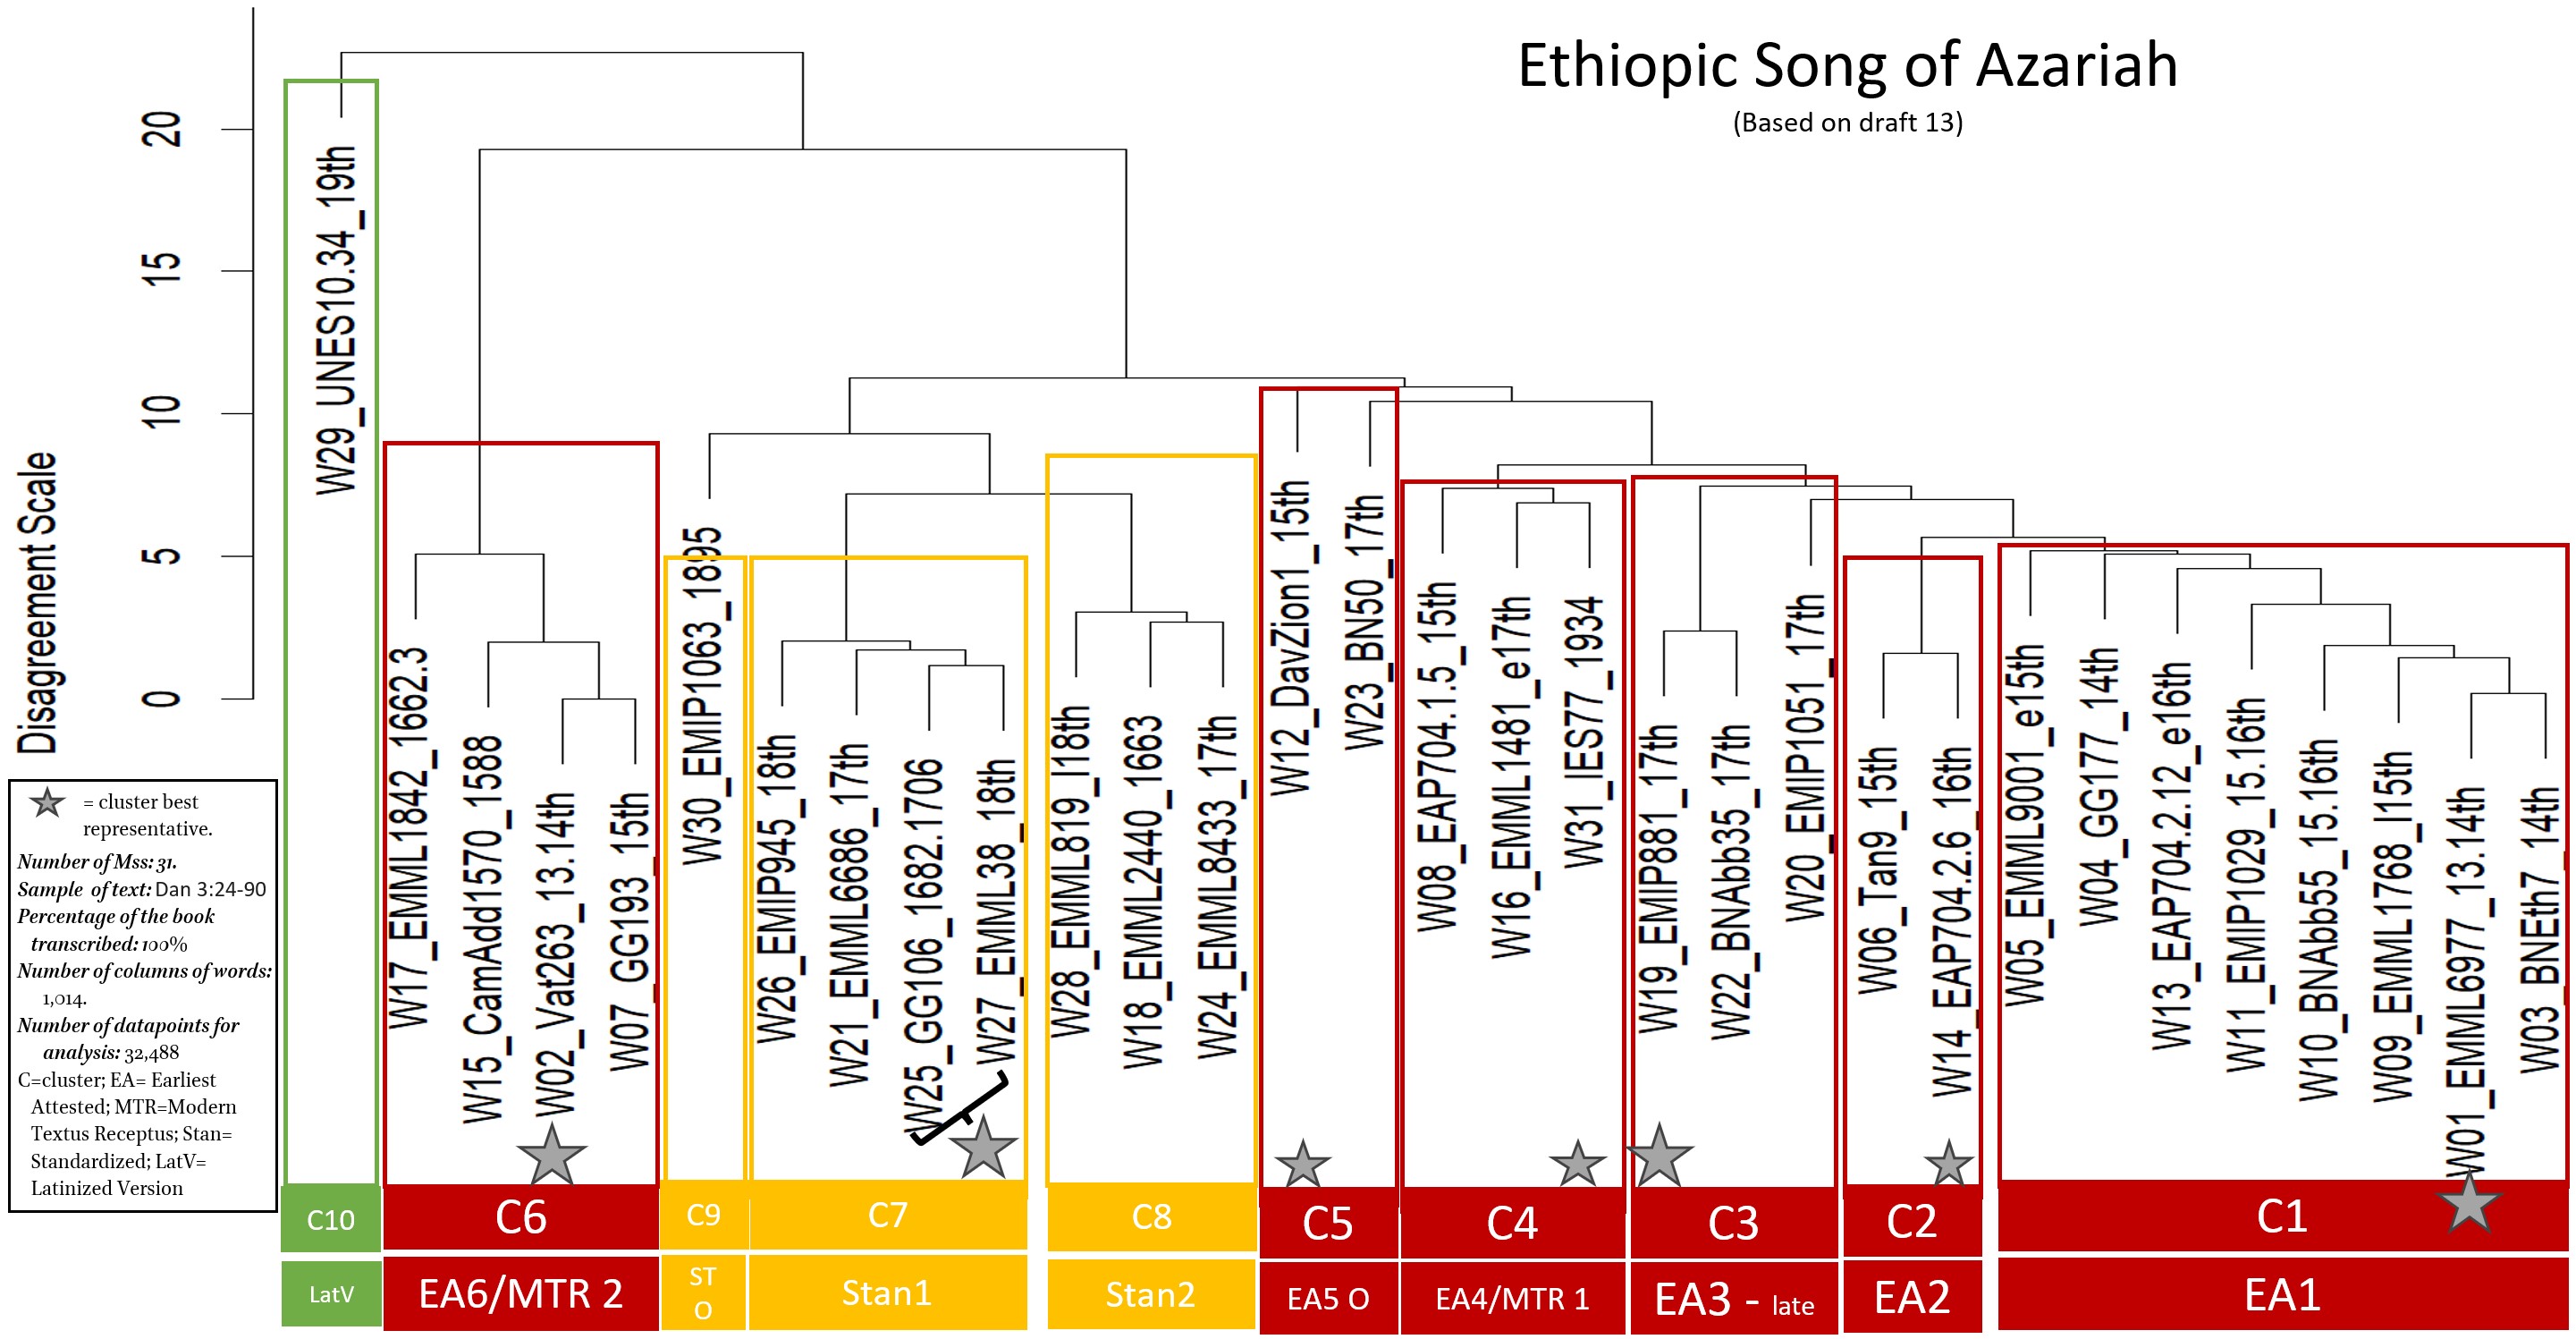 Ethiopic Song of Azariah
(Based on draft 13)
Disagreement Scale
20
15
10
5
0
W29_UNES10.34_19th
W17_EMML1842_1662.3
W15_CamAdd1570_1588
W02_Vat263_13.14th
W07_GG193_15th
W30_EMIP1063_1895
W26_EMIP945_18th
W21_EMML6686_17th
W25_GG106_1682.1706
W27_EMML38_18th
W28_EMML819_l18th
W18_EMML2440_1663
W24_EMML8433_17th
W12_DavZion1_15th
W23_BN50_17th
W08_EAP704.1.5_15th
W16_EMML1481_e17th
W31_IES77_1934
W19_EMIP881_17th
W22_BNAbb35_17th
W20_EMIP1051_17th
W06_Tan9_15th
W14_EAP704.2.6_16th
W05_EMML9001_e15th
W04_GG177_14th
W13_EAP704.2.12_e16th
W11_EMIP1029_15.16th
W10_BNAbb55_15.16th
W09_EMML1768_l15th
W01_EMML6977_13.14th
W03_BNEth7_14th
= cluster best
representative.
Number of Mss: 31.
Sample of text: Dan 3:24-90
Percentage of the book
transcribed: 100%
Number of columns of words:
1,014.
Number of datapoints for
analysis: 32,488
C=cluster; EA= Earliest
Attested; MTR=Modern
Textus Receptus; Stan=
Standardized; LatV=
Latinized Version
C10
C6
C9
C7
C8
C5
C4
C3
C2
C1
LatV
EA6/MTR 2
ST
O
Stan1
Stan2
EA5 O
EA4/MTR 1
EA3 - late
EA2
EA1